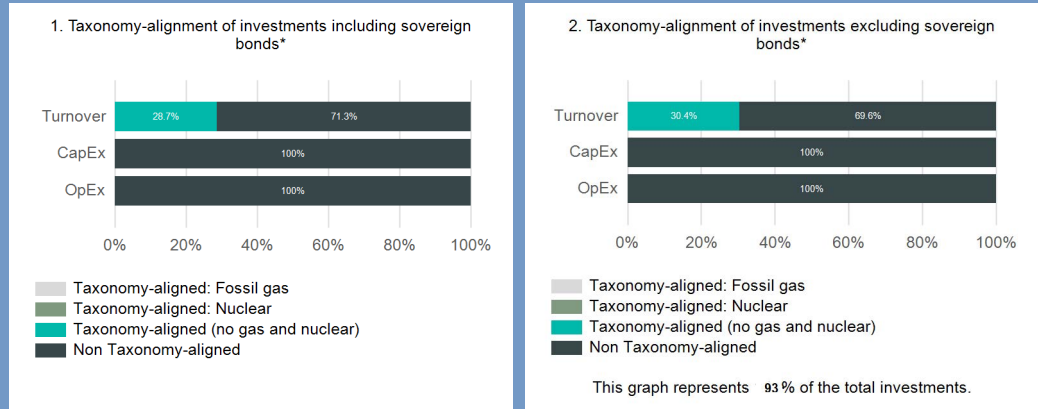 1. Taxonomy-alignment of investments including sovereign
bonds*
Turnover
28.7%
71.3%
CapEx
100%
OpEx
100%
0%
20%
40%
60%
80%
100%
Taxonomy-aligned: Fossil gas
Taxonomy-aligned: Nuclear
Taxonomy-aligned (no gas and nuclear)
Non Taxonomy-aligned
2. Taxonomy-alignment of investments excluding sovereign
bonds*
Turnover
30.4%
69.6%
CapEx
100%
OpEx
100%
0%
20%
40%
60%
80%
100%
Taxonomy-aligned: Fossil gas
Taxonomy-aligned: Nuclear
Taxonomy-aligned (no gas and nuclear)
Non Taxonomy-aligned
This graph represents 93% of the total investments.